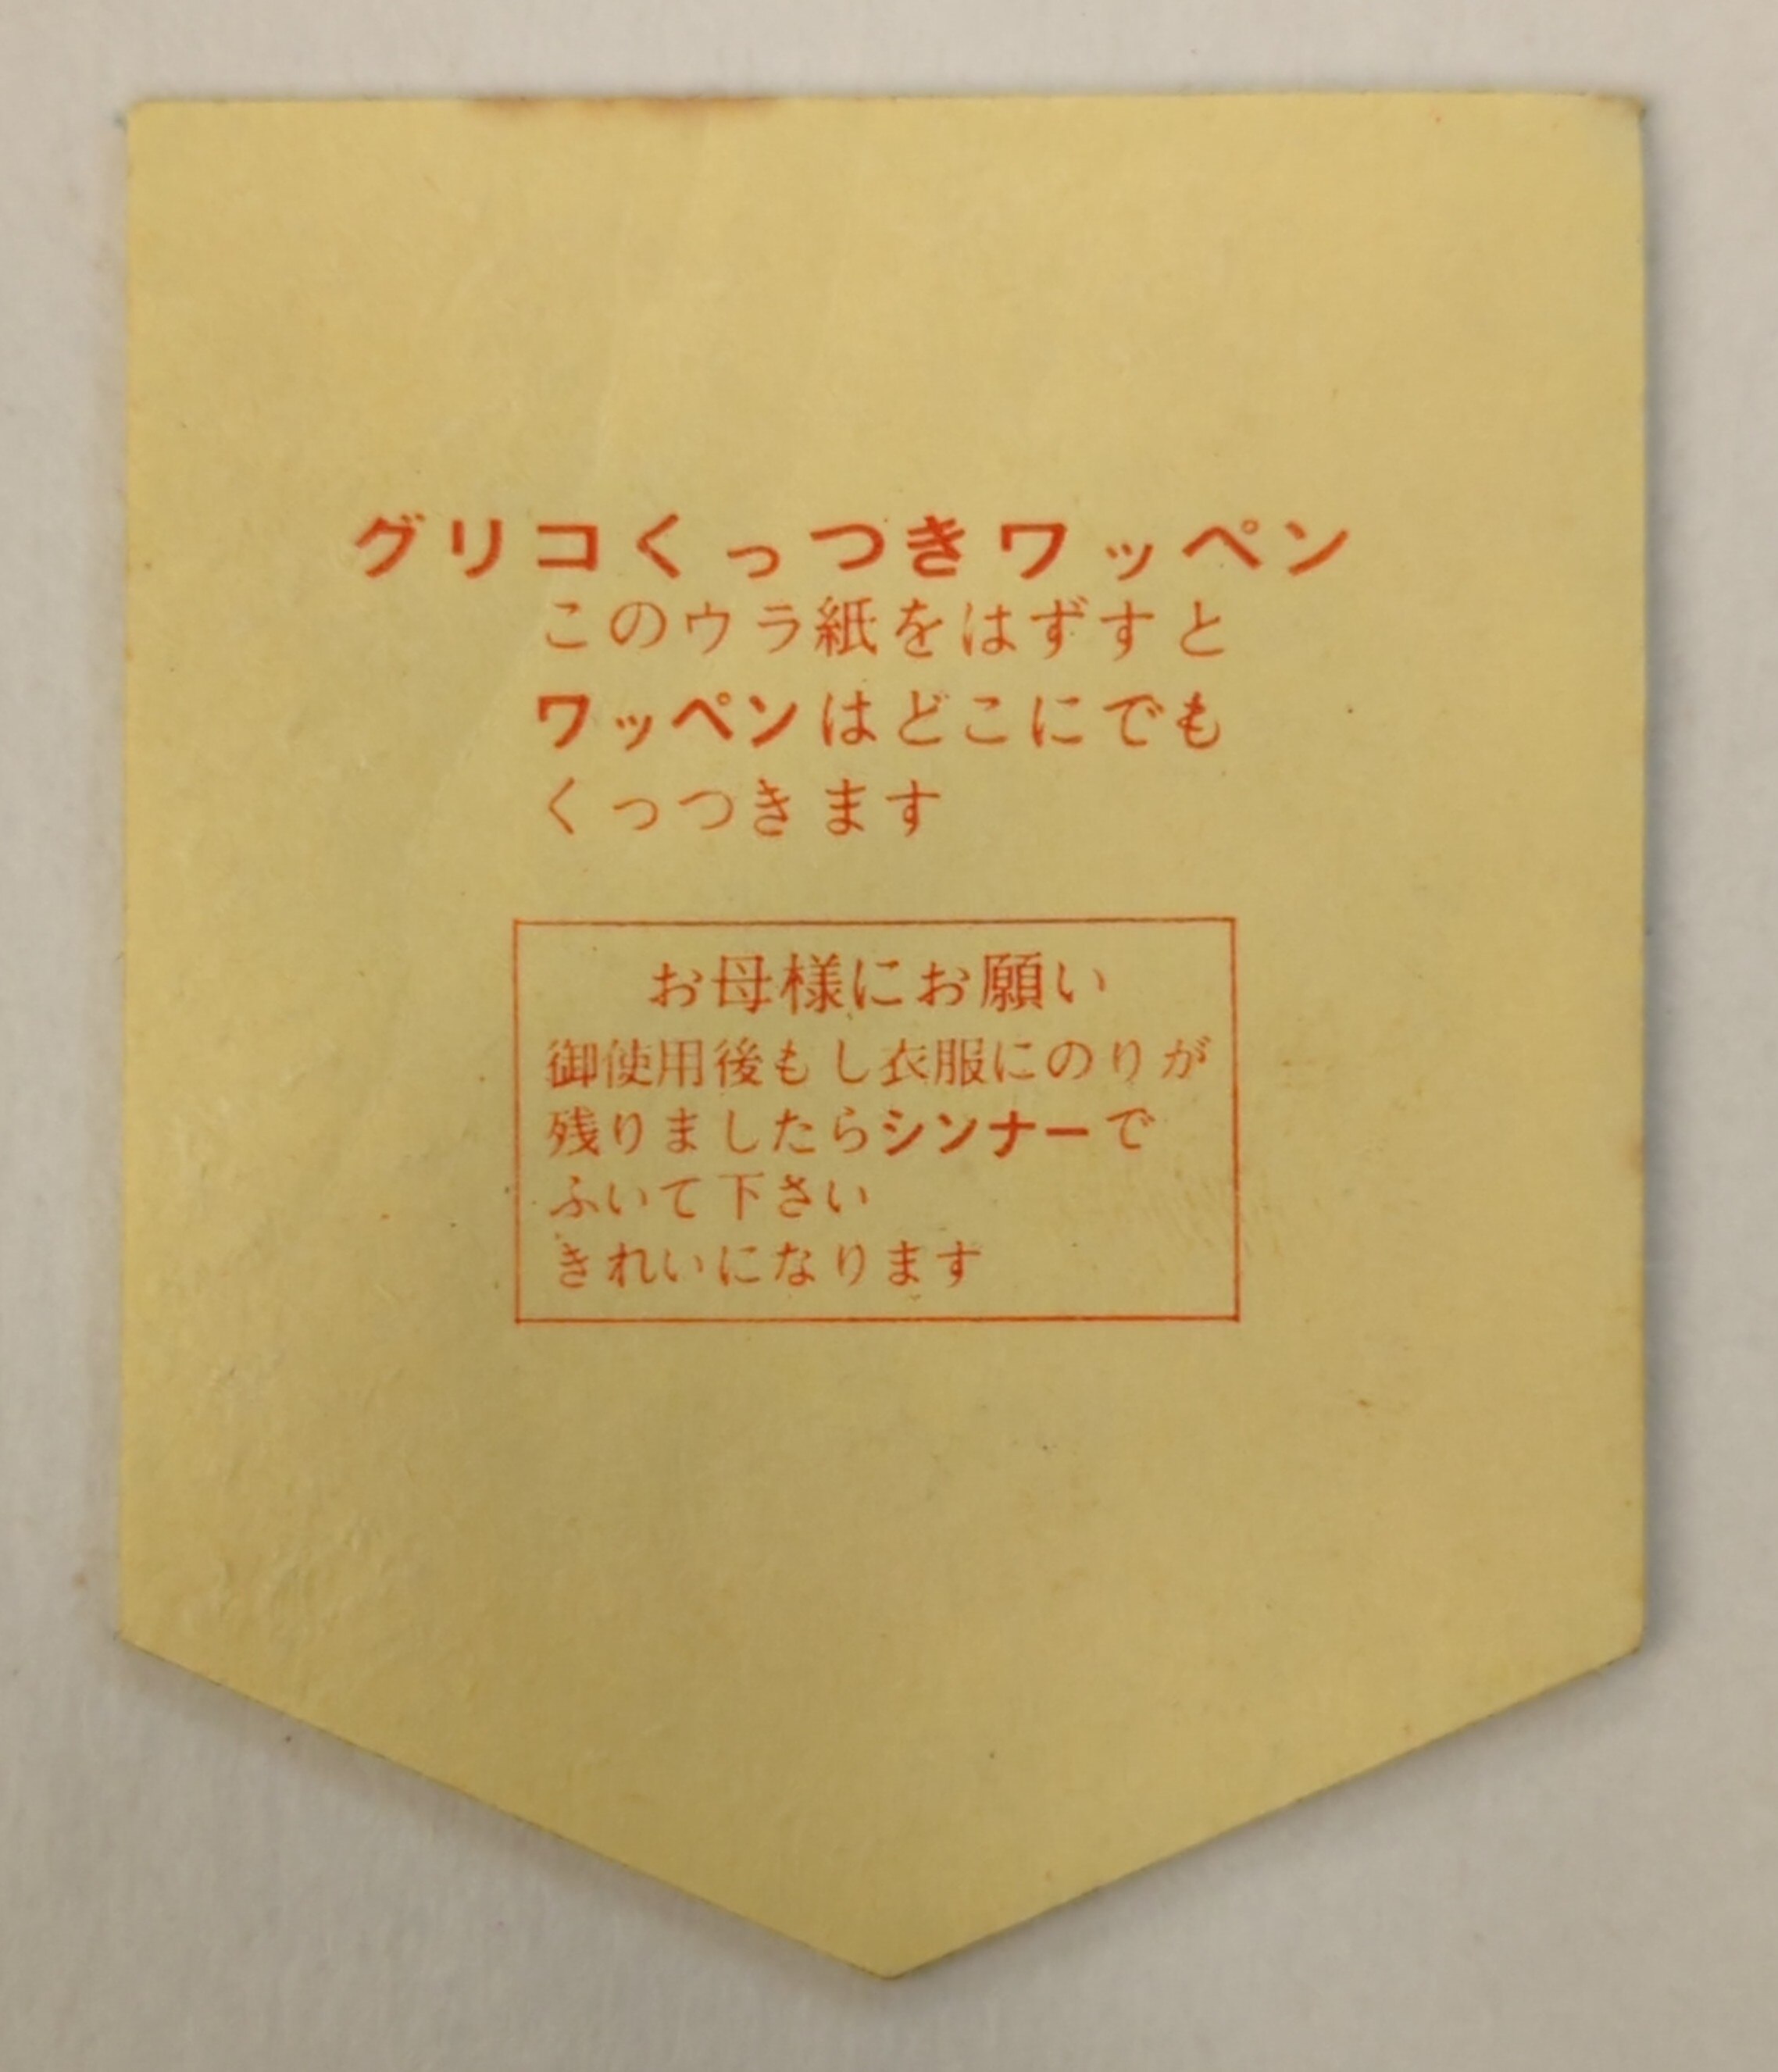 グリコくっつきワッペン
このウラ紙をはずすと
ワッペンはどこにでも
くっつきます
お母様にお願い
御使用後もし衣服にのりが
残りましたらシンナーで
ふいて下さい
きれいになります